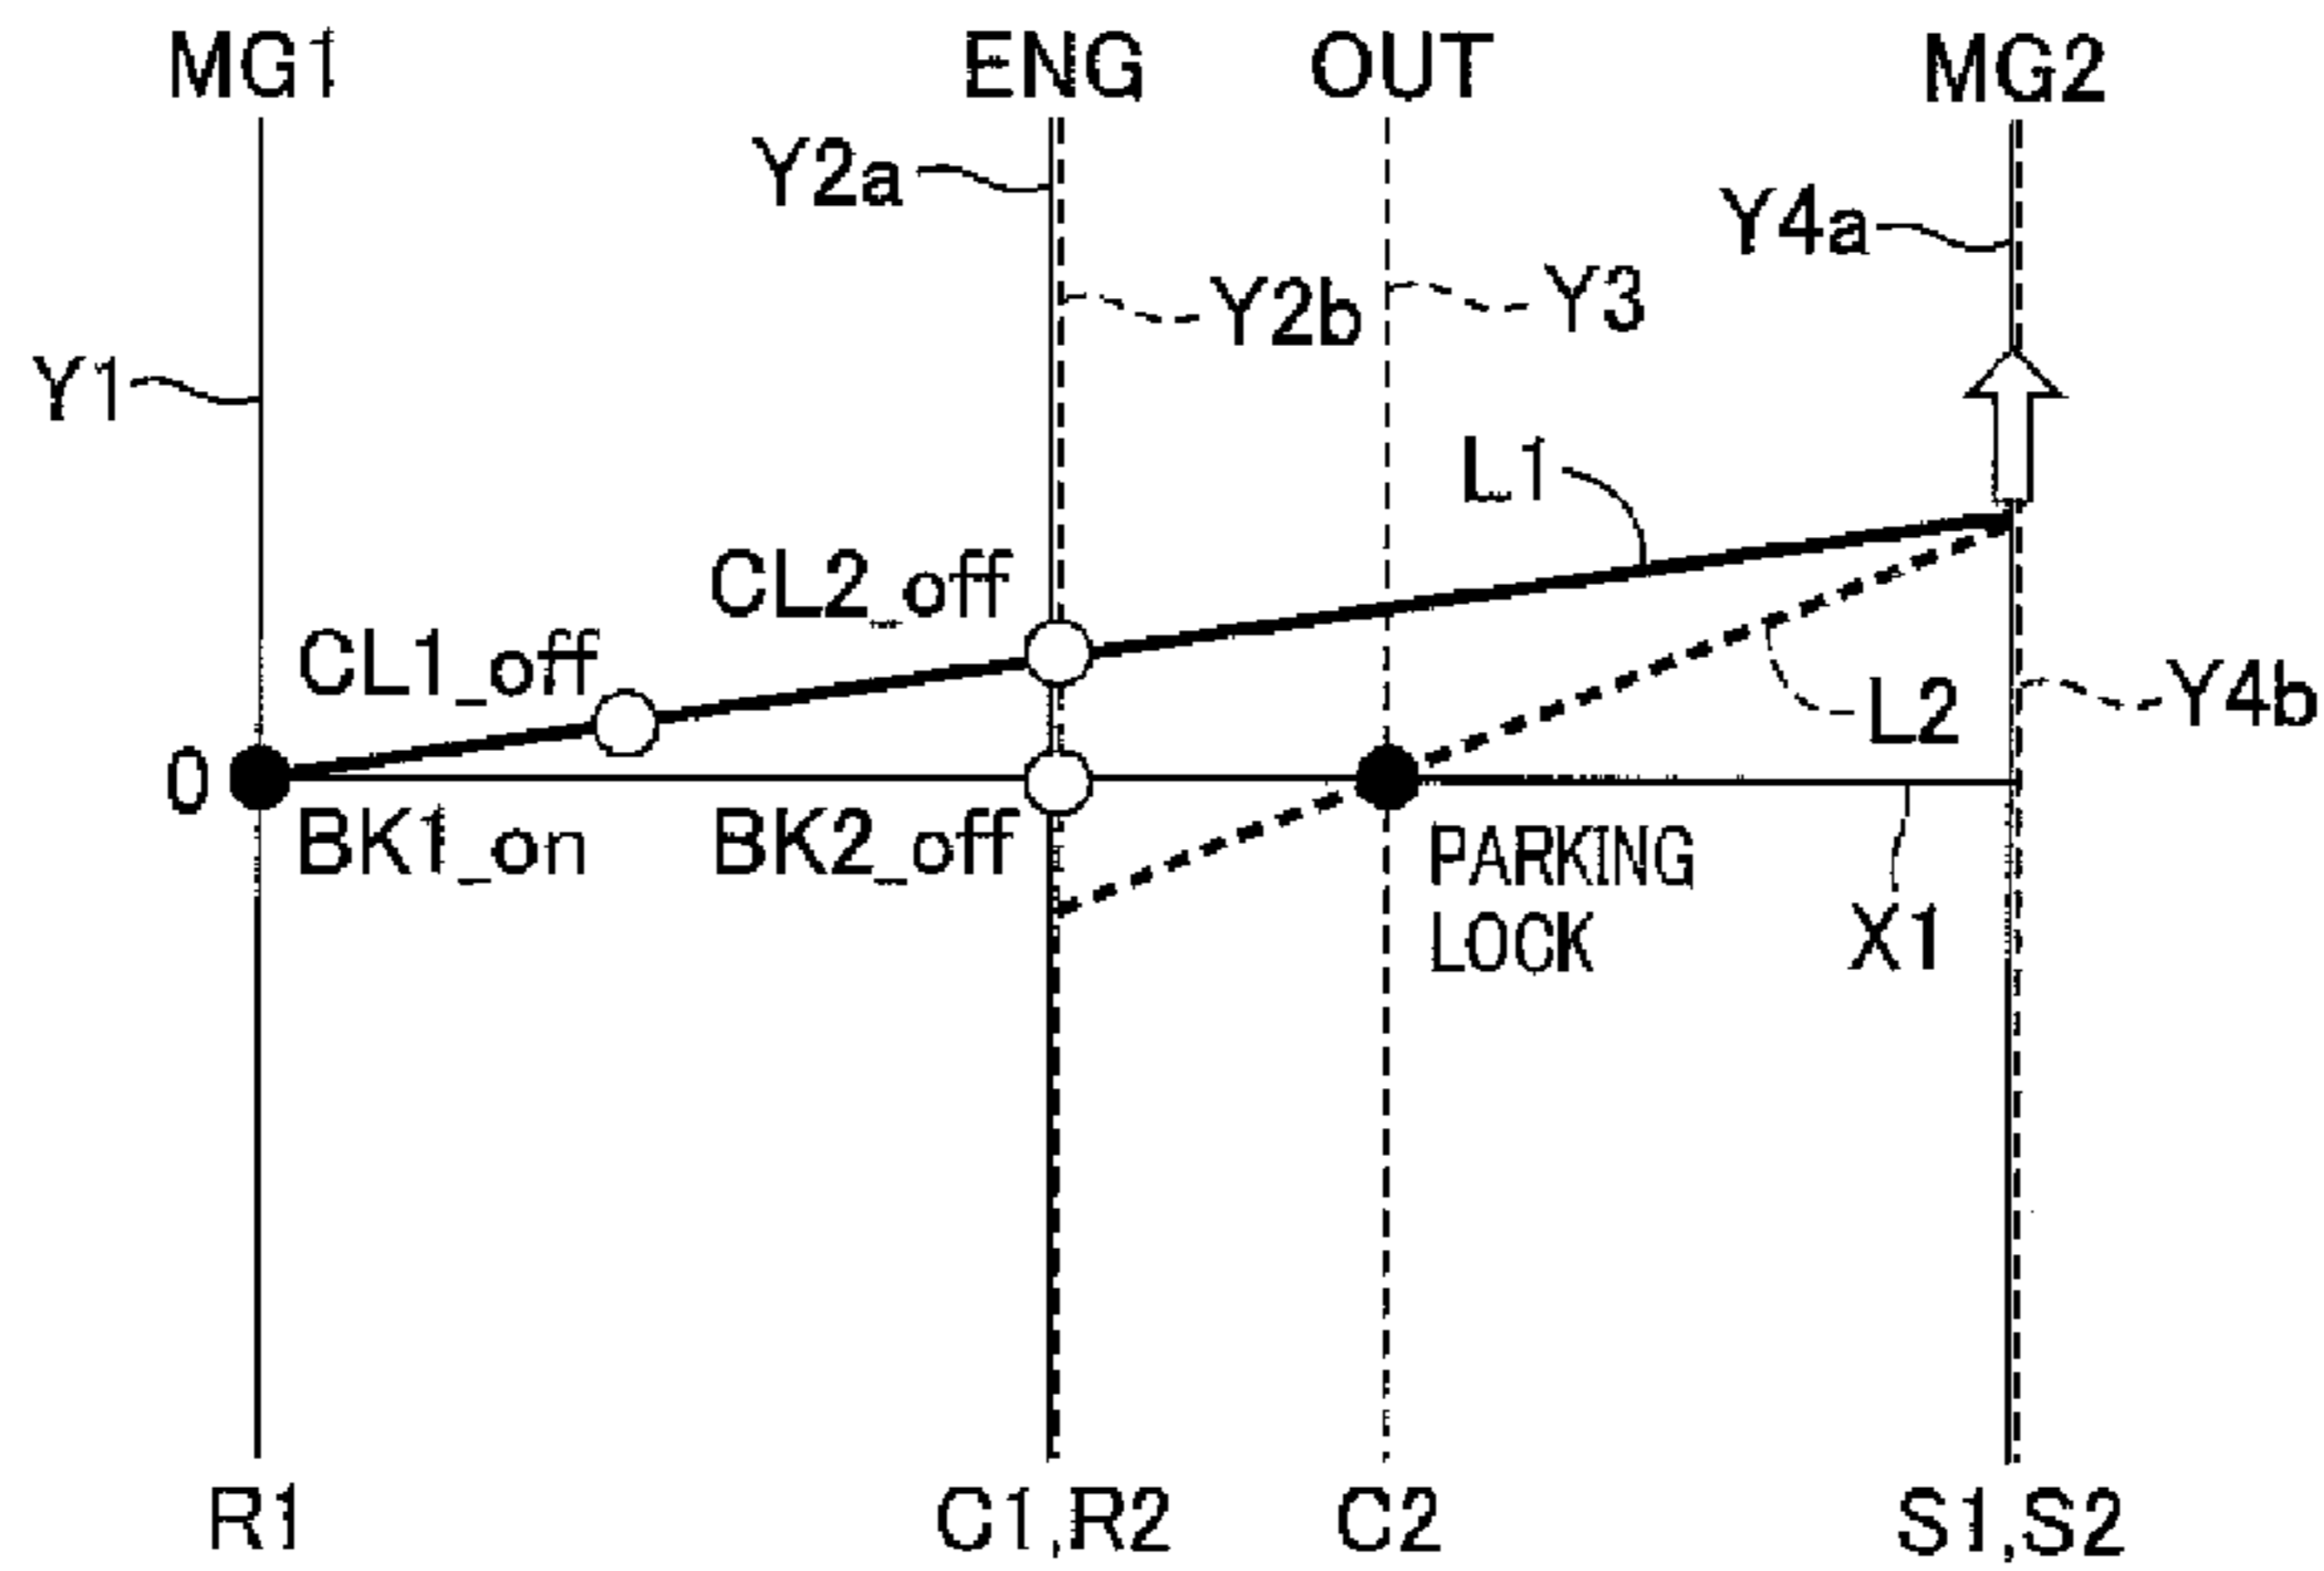 MG1 ENG OUT MG2
Y2a
Y4a
Y2b
Y3
Y1
L1
CL2_off
CL1_off
L2
Y4b
0
BK1_on
BK2_off
PARKING
LOCK
X1
R1 C1,R2 C2 S1,S2